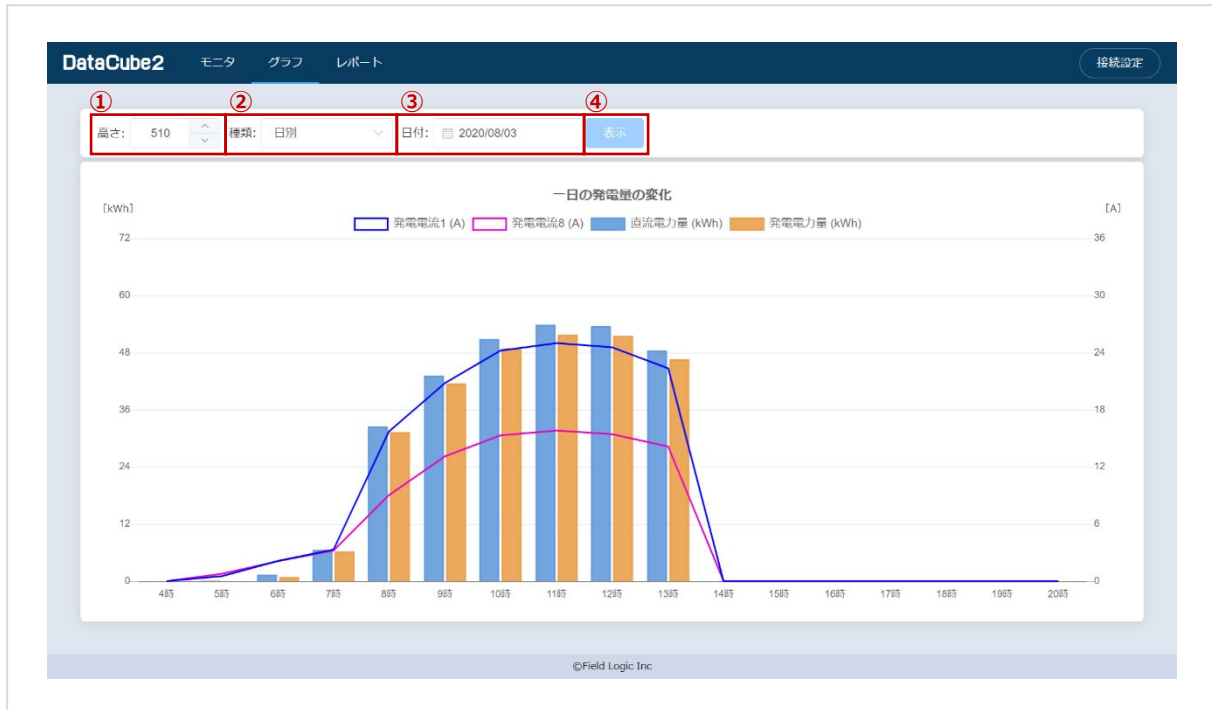 DataCube2 モニタ グラフ レポート 接続設定
① ② ③ ④
高さ: 510 種類: 日別 日付: 2020/08/03 表示
一日の発電量の変化
[kWh] [A]
発電電流1 (A) 発電電流8 (A) 直流電力量 (kWh) 発電電力量 (kWh)
72 36
60 30
48 24
36 18
24 12
12 6
0 0
4時 5時 6時 7時 8時 9時 10時 11時 12時 13時 14時 15時 16時 17時 18時 19時 20時
©Field Logic Inc